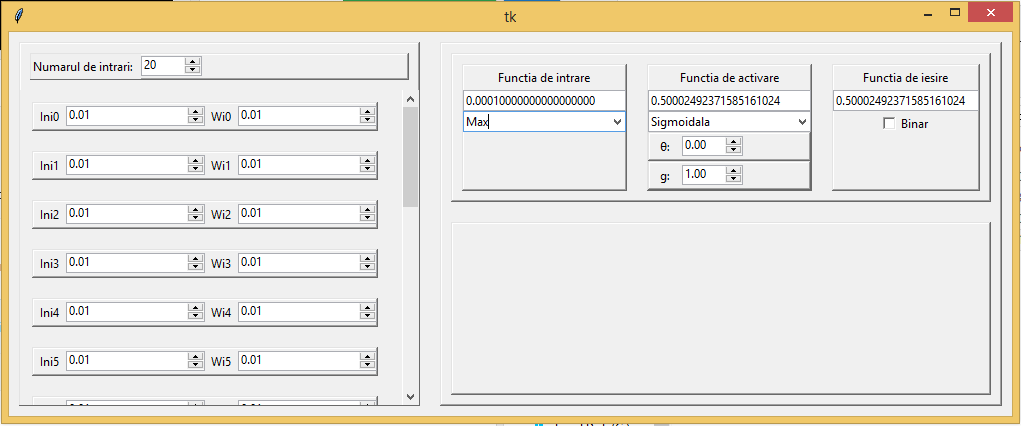 tk
Numarul de intrari: 20
Ini0 0.01 Wi0 0.01
Ini1 0.01 Wi1 0.01
Ini2 0.01 Wi2 0.01
Ini3 0.01 Wi3 0.01
Ini4 0.01 Wi4 0.01
Ini5 0.01 Wi5 0.01
Functia de intrare
0.00010000000000000000
Max
Functia de activare
0.50002492371585161024
Sigmoidala
θ: 0.00
g: 1.00
Functia de iesire
0.50002492371585161024
Binar